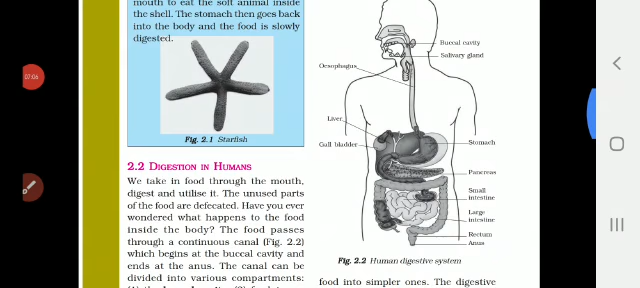 mouth to eat the soft animal inside
the shell. The stomach then goes back
into the body and the food is slowly
digested.
Fig. 2.1 Starfish
2.2 DIGESTION IN HUMANS
We take in food through the mouth,
digest and utilise it. The unused parts
of the food are defecated. Have you ever
wondered what happens to the food
inside the body? The food passes
through a continuous canal (Fig. 2.2)
which begins at the buccal cavity and
ends at the anus. The canal can be
divided into various compartments:
Buccal cavity
Salivary gland
Oesophagus
Liver
Gall bladder
Stomach
Pancreas
Small
intestine
Large
intestine
Rectum
Anus
Fig. 2.2 Human digestive system
food into simpler ones. The digestive
07:06